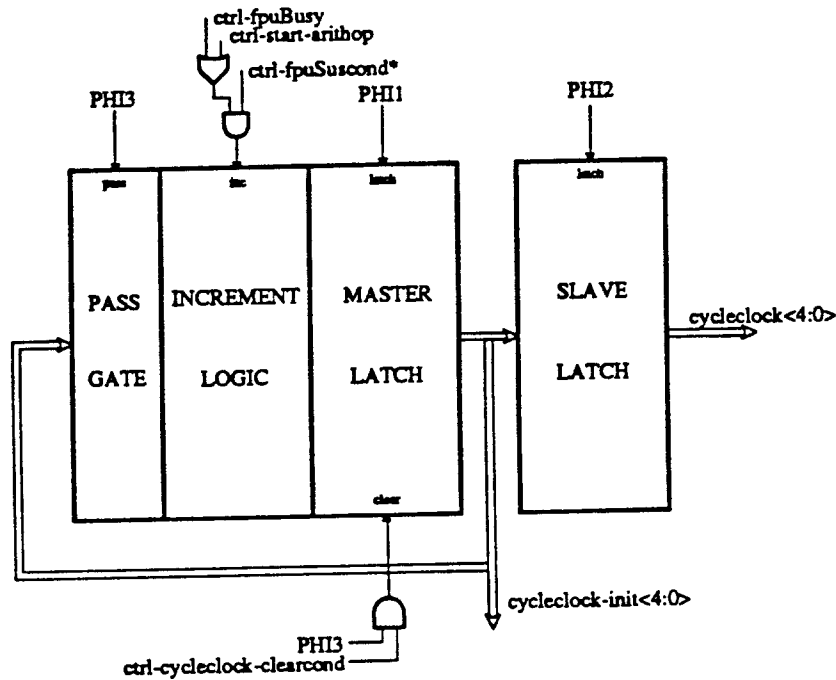 ctrl-fpuBusy
ctrl-start-arithop
ctrl-fpuSuscond*
PHI3
PHI1
PHI2
pass
inc
latch
latch
PASS
GATE
INCREMENT
LOGIC
MASTER
LATCH
SLAVE
LATCH
cycleclock<4:0>
clear
cycleclock-init<4:0>
PHI3
ctrl-cycleclock-clearcond